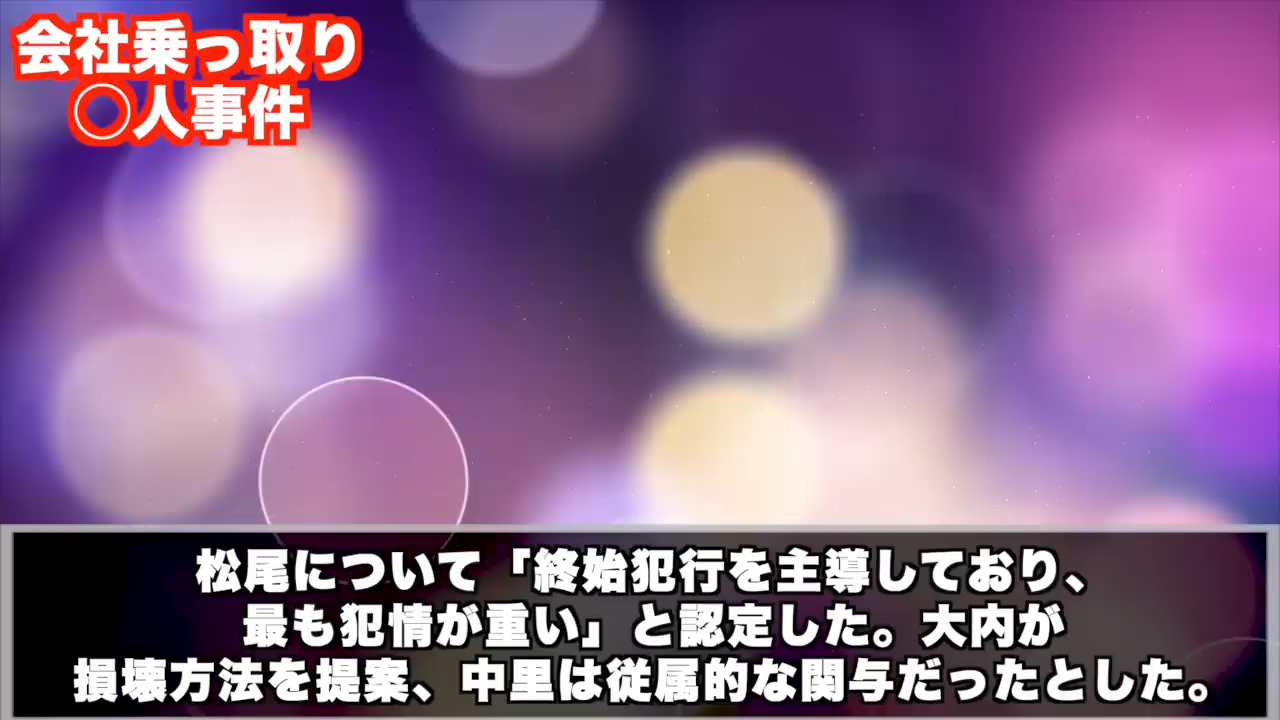 会社乗っ取り
◯人事件
松尾について「終始犯行を主導しており、
最も犯情が重い」と認定した。大内が
損壊方法を提案、中里は従属的な関与だったとした。